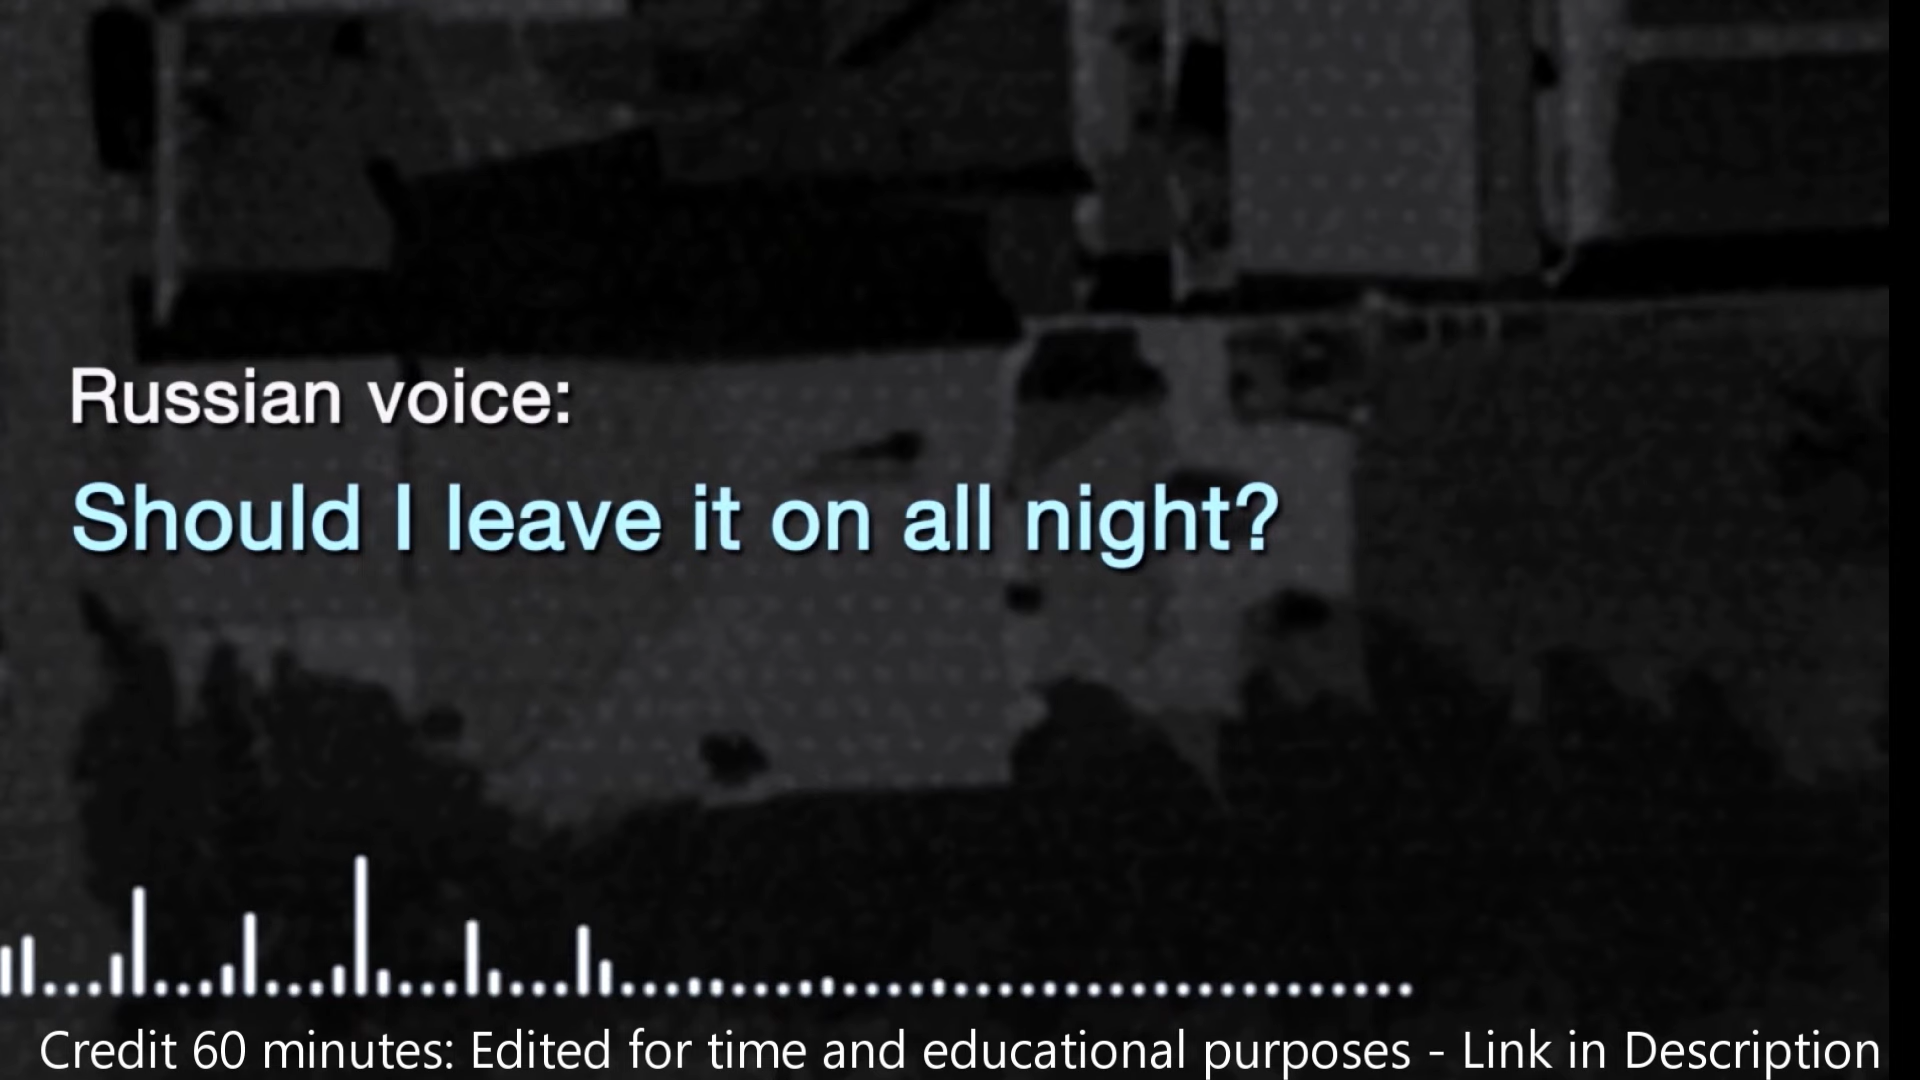 Russian voice:
Should I leave it on all night?
Credit 60 minutes: Edited for time and educational purposes - Link in Description